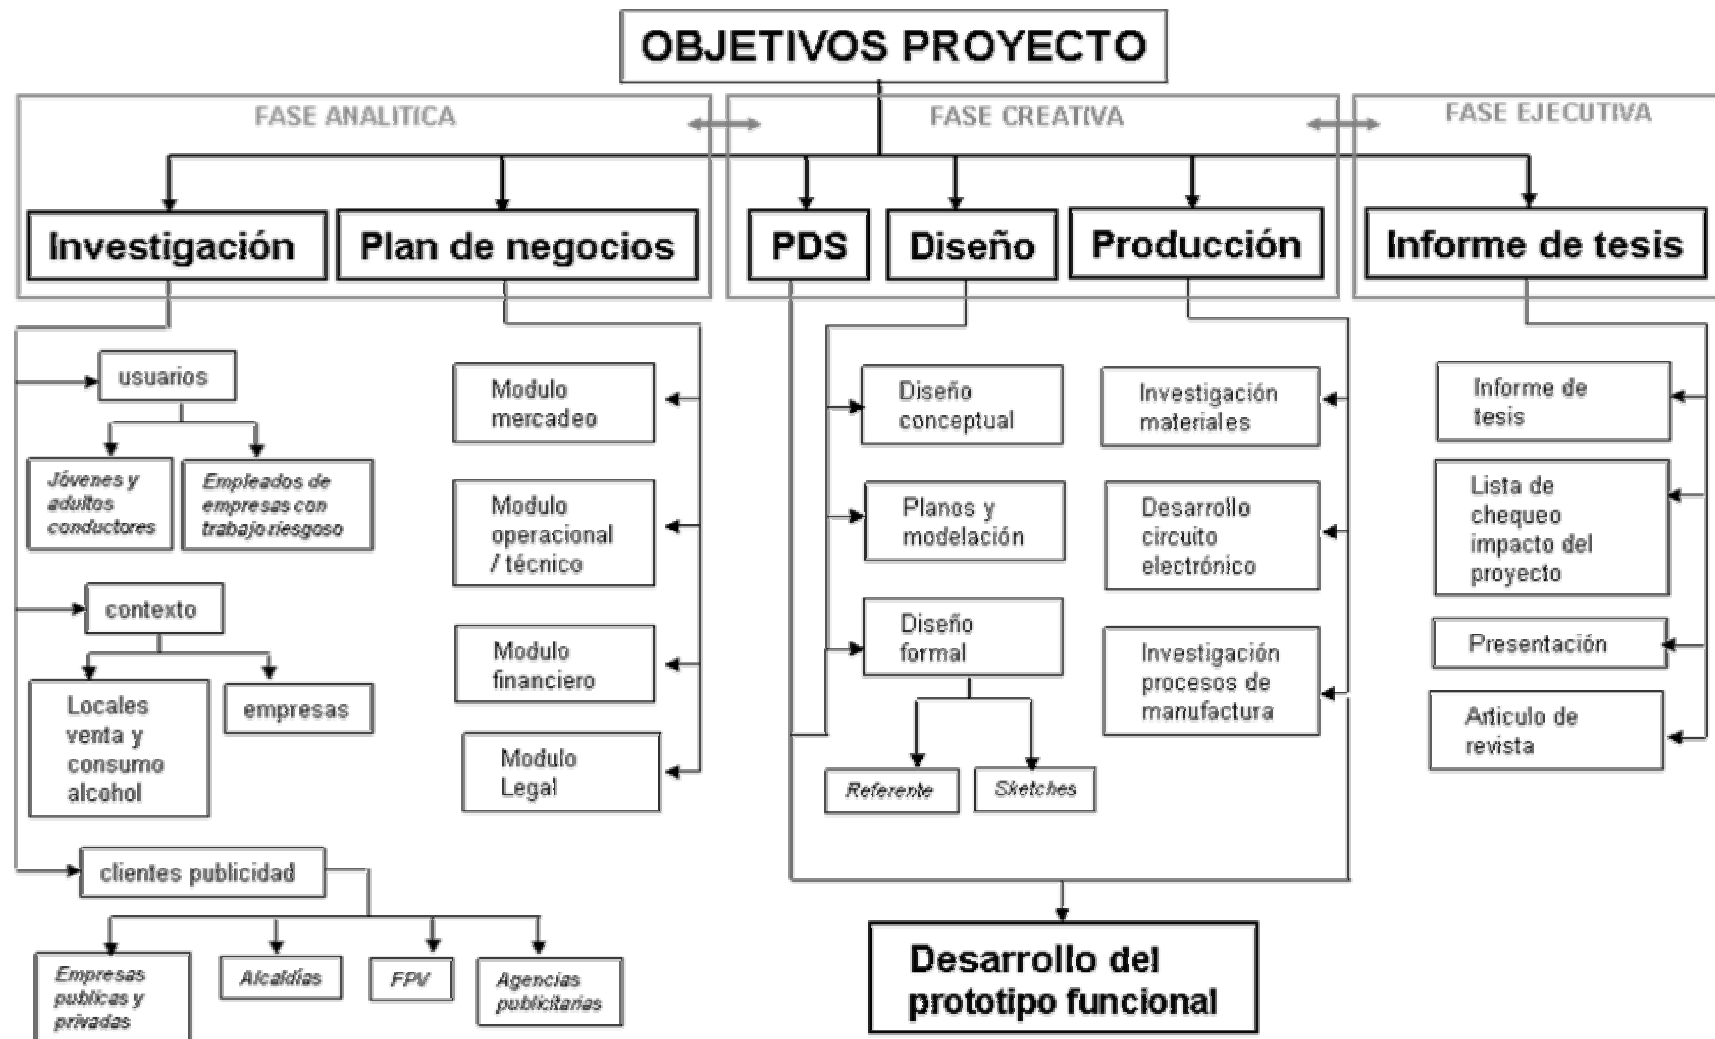 OBJETIVOS PROYECTO
FASE ANALITICA
FASE CREATIVA
FASE EJECUTIVA
Investigación
Plan de negocios
PDS
Diseño
Producción
Informe de tesis
usuarios
Jóvenes y
adultos
conductores
Empleados de
empresas con
trabajo riesgoso
contexto
Locales
venta y
consumo
alcohol
empresas
clientes publicidad
Empresas
publicas y
privadas
Alcaldías
FPV
Agencias
publicitarias
Modulo
mercadeo
Modulo
operacional
/ técnico
Modulo
financiero
Modulo
Legal
Diseño
conceptual
Planos y
modelación
Diseño
formal
Referente
Sketches
Investigación
materiales
Desarrollo
circuito
electrónico
Investigación
procesos de
manufactura
Desarrollo del
prototipo funcional
Informe de
tesis
Lista de
chequeo
impacto del
proyecto
Presentación
Articulo de
revista